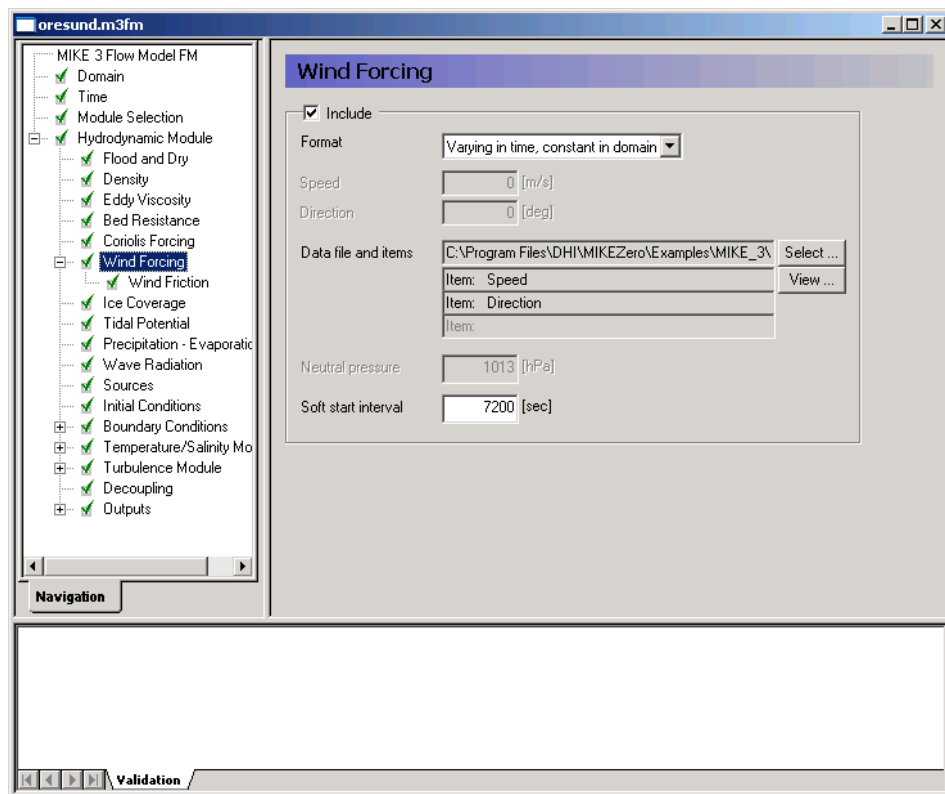 oresund.m3fm
MIKE 3 Flow Model FM
Domain
Time
Module Selection
Hydrodynamic Module
Flood and Dry
Density
Eddy Viscosity
Bed Resistance
Coriolis Forcing
Wind Forcing
Wind Friction
Ice Coverage
Tidal Potential
Precipitation - Evaporatic
Wave Radiation
Sources
Initial Conditions
Boundary Conditions
Temperature/Salinity Mo
Turbulence Module
Decoupling
Outputs
Navigation
Wind Forcing
Include
Format Varying in time, constant in domain
Speed 0 [m/s]
Direction 0 [deg]
Data file and items C:\Program Files\DHI\MIKEZero\Examples\MIKE_3\ Select ...
Item: Speed View ...
Item: Direction
Item:
Neutral pressure 1013 [hPa]
Soft start interval 7200 [sec]
Validation